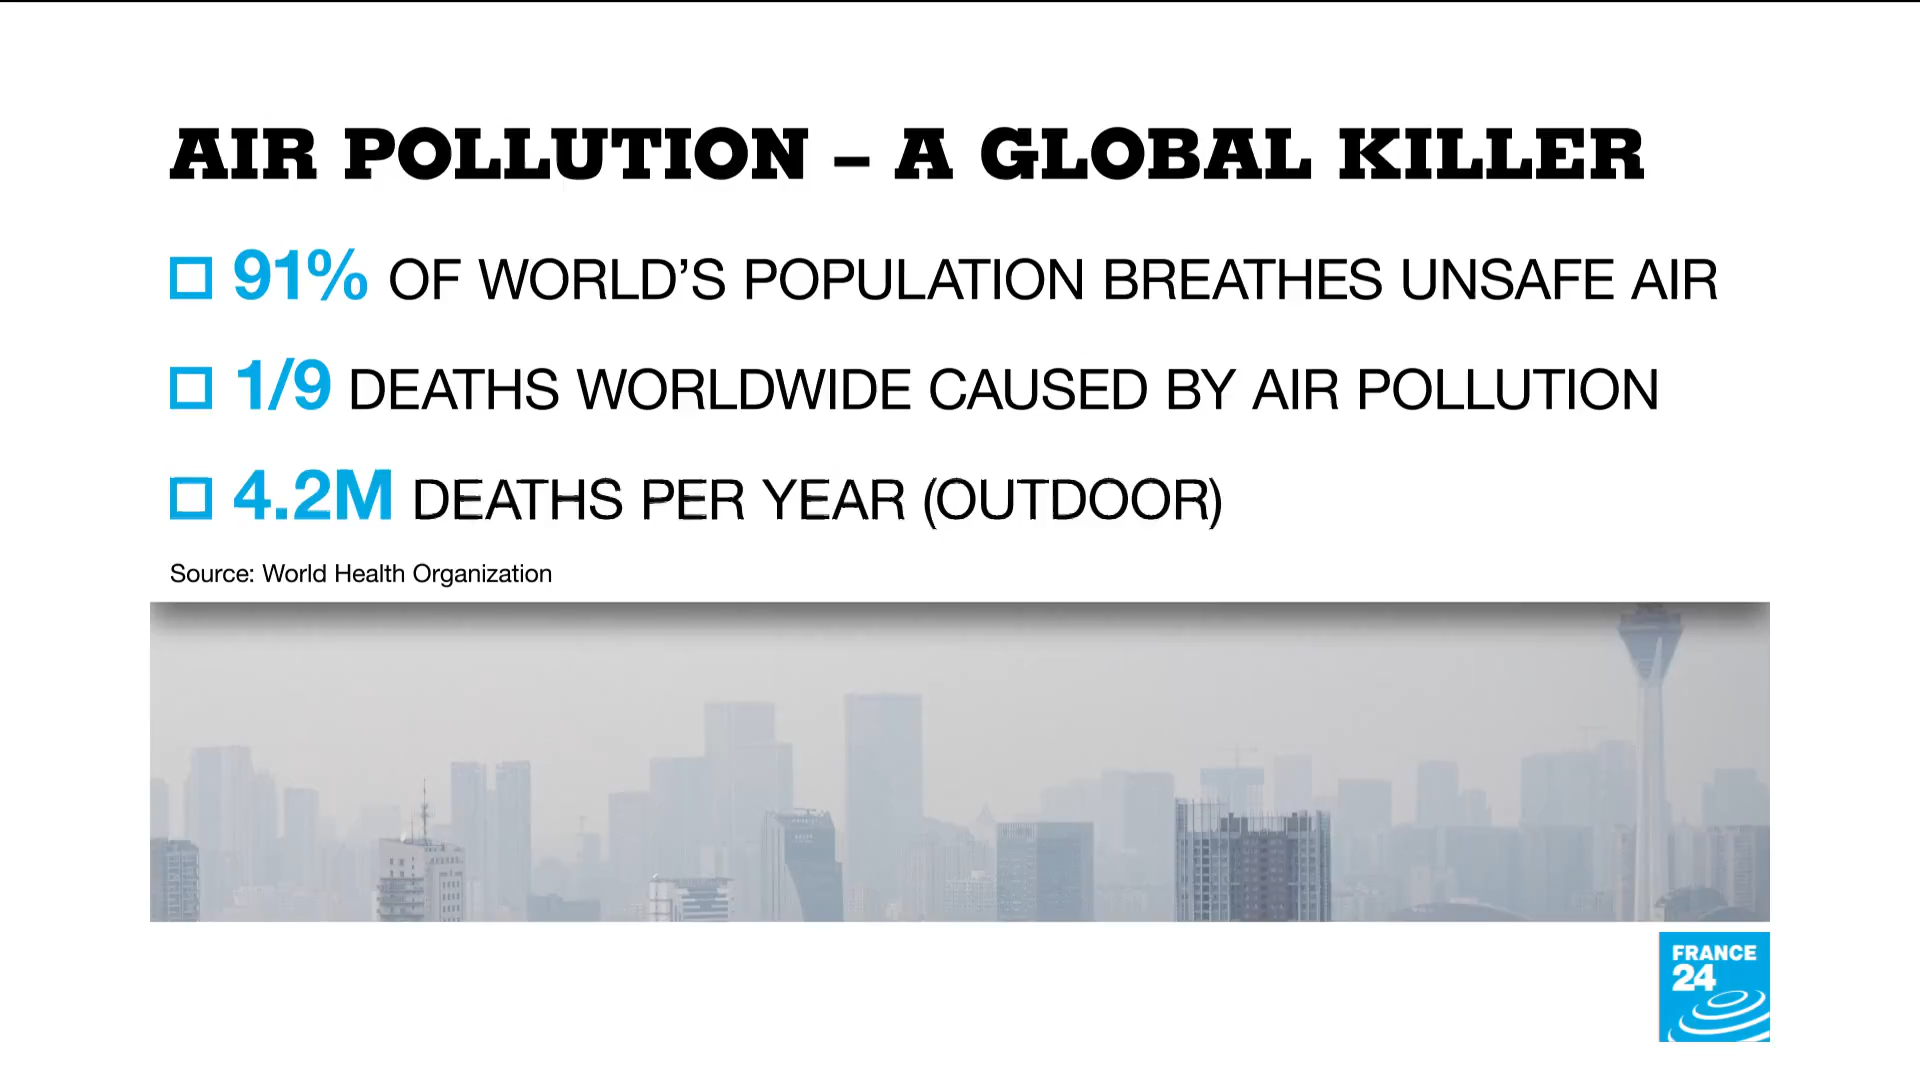 AIR POLLUTION – A GLOBAL KILLER
91% OF WORLD’S POPULATION BREATHES UNSAFE AIR
1/9 DEATHS WORLDWIDE CAUSED BY AIR POLLUTION
4.2M DEATHS PER YEAR (OUTDOOR)
Source: World Health Organization
FRANCE
24